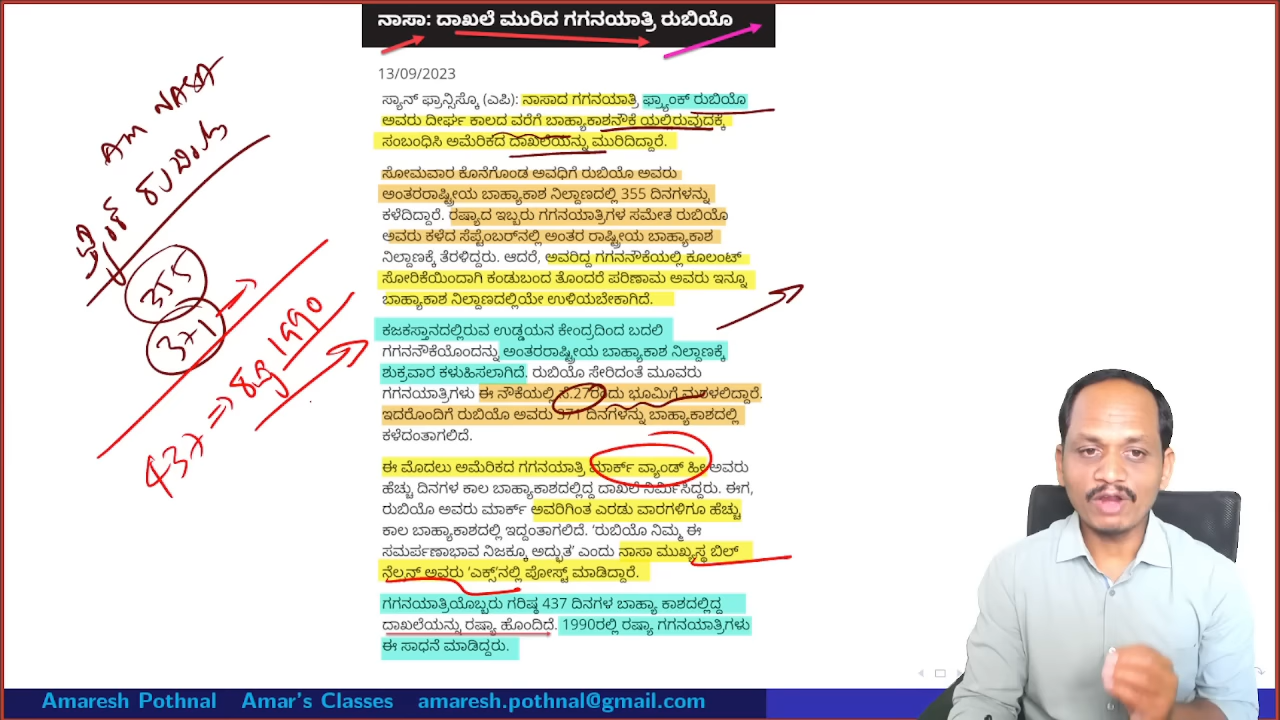 ನಾಸಾ: ದಾಖಲೆ ಮುರಿದ ಗಗನಯಾತ್ರಿ ರುಬಿಯೊ
13/09/2023
ಸ್ಯಾನ್ ಫ್ರಾನ್ಸಿಸ್ಕೊ (ಎಪಿ): ನಾಸಾದ ಗಗನಯಾತ್ರಿ ಫ್ರ್ಯಾಂಕ್ ರುಬಿಯೊ
ಅವರು ದೀರ್ಘ ಕಾಲದ ವರೆಗೆ ಬಾಹ್ಯಾಕಾಶನೌಕೆ ಯಲ್ಲಿರುವುದಕ್ಕೆ
ಸಂಬಂಧಿಸಿ ಅಮೆರಿಕದ ದಾಖಲೆಯನ್ನು ಮುರಿದಿದ್ದಾರೆ.
ಸೋಮವಾರ ಕೊನೆಗೊಂಡ ಅವಧಿಗೆ ರುಬಿಯೊ ಅವರು
ಅಂತರರಾಷ್ಟ್ರೀಯ ಬಾಹ್ಯಾಕಾಶ ನಿಲ್ದಾಣದಲ್ಲಿ 355 ದಿನಗಳನ್ನು
ಕಳೆದಿದ್ದಾರೆ. ರಷ್ಯಾದ ಇಬ್ಬರು ಗಗನಯಾತ್ರಿಗಳ ಸಮೇತ ರುಬಿಯೊ
ಅವರು ಕಳೆದ ಸೆಪ್ಟೆಂಬರ್‌ನಲ್ಲಿ ಅಂತರ ರಾಷ್ಟ್ರೀಯ ಬಾಹ್ಯಾಕಾಶ
ನಿಲ್ದಾಣಕ್ಕೆ ತೆರಳಿದ್ದರು. ಆದರೆ, ಅವರಿದ್ದ ಗಗನನೌಕೆಯಲ್ಲಿ ಕೂಲಂಟ್
ಸೋರಿಕೆಯಿಂದಾಗಿ ಕಂಡುಬಂದ ತೊಂದರೆ ಪರಿಣಾಮ ಅವರು ಇನ್ನೂ
ಬಾಹ್ಯಾಕಾಶ ನಿಲ್ದಾಣದಲ್ಲಿಯೇ ಉಳಿಯಬೇಕಾಗಿದೆ.
ಕಜಕಸ್ತಾನದಲ್ಲಿರುವ ಉಡ್ಡಯನ ಕೇಂದ್ರದಿಂದ ಬದಲಿ
ಗಗನನೌಕೆಯೊಂದನ್ನು ಅಂತರರಾಷ್ಟ್ರೀಯ ಬಾಹ್ಯಾಕಾಶ ನಿಲ್ದಾಣಕ್ಕೆ
ಶುಕ್ರವಾರ ಕಳುಹಿಸಲಾಗಿದೆ. ರುಬಿಯೊ ಸೇರಿದಂತೆ ಮೂವರು
ಗಗನಯಾತ್ರಿಗಳು ಈ ನೌಕೆಯಲ್ಲಿ ಸೆ.27ರಂದು ಭೂಮಿಗೆ ಮರಳಲಿದ್ದಾರೆ.
ಇದರೊಂದಿಗೆ ರುಬಿಯೊ ಅವರು 371 ದಿನಗಳನ್ನು ಬಾಹ್ಯಾಕಾಶದಲ್ಲಿ
ಕಳೆದಂತಾಗಲಿದೆ.
ಈ ಮೊದಲು ಅಮೆರಿಕದ ಗಗನಯಾತ್ರಿ ಮಾರ್ಕ್ ವ್ಯಾಂಡ್ ಹೀ ಅವರು
ಹೆಚ್ಚು ದಿನಗಳ ಕಾಲ ಬಾಹ್ಯಾಕಾಶದಲ್ಲಿದ್ದ ದಾಖಲೆ ನಿರ್ಮಿಸಿದ್ದರು. ಈಗ,
ರುಬಿಯೊ ಅವರು ಮಾರ್ಕ್ ಅವರಿಗಿಂತ ಎರಡು ವಾರಗಳಿಗೂ ಹೆಚ್ಚು
ಕಾಲ ಬಾಹ್ಯಾಕಾಶದಲ್ಲಿ ಇದ್ದಂತಾಗಲಿದೆ. ‘ರುಬಿಯೊ ನಿಮ್ಮ ಈ
ಸಮರ್ಪಣಾಭಾವ ನಿಜಕ್ಕೂ ಅದ್ಭುತ’ ಎಂದು ನಾಸಾ ಮುಖ್ಯಸ್ಥ ಬಿಲ್
ನೆಲ್ಸನ್ ಅವರು ‘ಎಕ್ಸ್’ನಲ್ಲಿ ಪೋಸ್ಟ್ ಮಾಡಿದ್ದಾರೆ.
ಗಗನಯಾತ್ರಿಯೊಬ್ಬರು ಗರಿಷ್ಠ 437 ದಿನಗಳ ಬಾಹ್ಯಾ ಕಾಶದಲ್ಲಿದ್ದ
ದಾಖಲೆಯನ್ನು ರಷ್ಯಾ ಹೊಂದಿದೆ. 1990ರಲ್ಲಿ ರಷ್ಯಾ ಗಗನಯಾತ್ರಿಗಳು
ಈ ಸಾಧನೆ ಮಾಡಿದ್ದರು.
AM NASA
ಫ್ರಾಂಕ್ ರುಬಿಯೊ
355
371
437 => ರಷ್ಯಾ 1990
Amaresh Pothnal Amar's Classes amaresh.pothnal@gmail.com